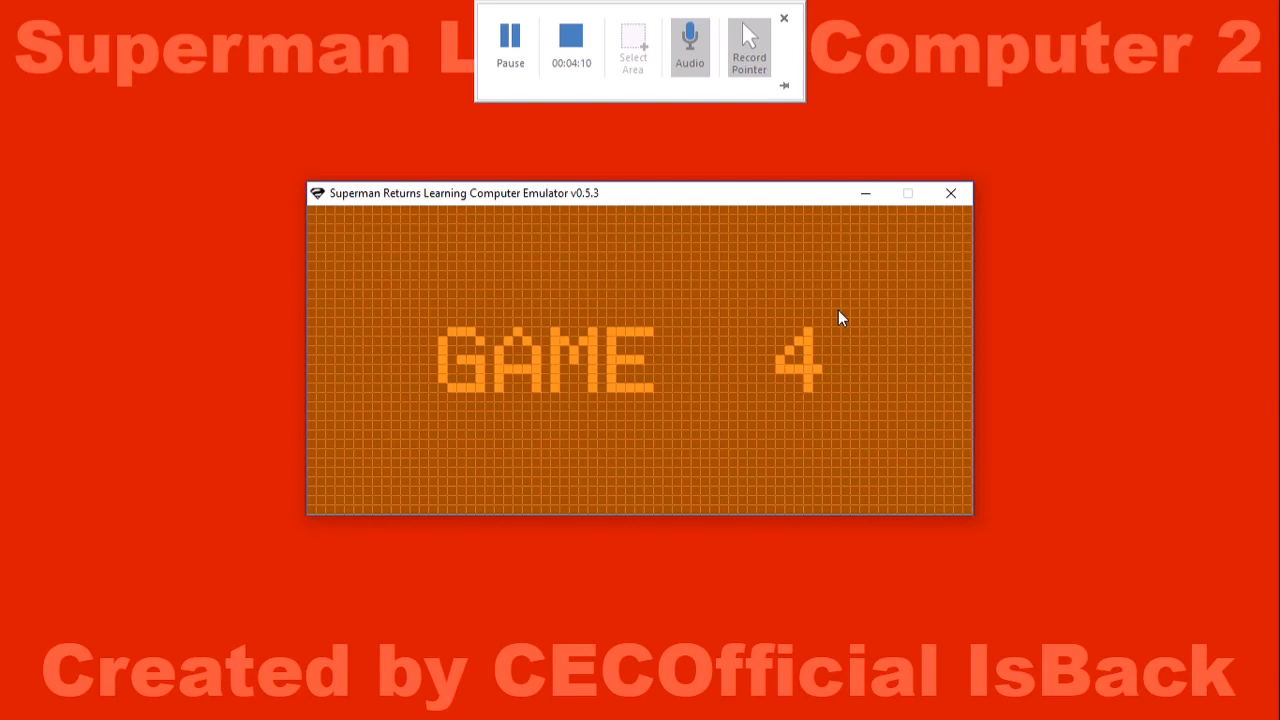 Superman L Computer 2
Pause
00:04:10
Select
Area
Audio
Record
Pointer
Superman Returns Learning Computer Emulator v0.5.3
GAME 4
Created by CECOfficial IsBack